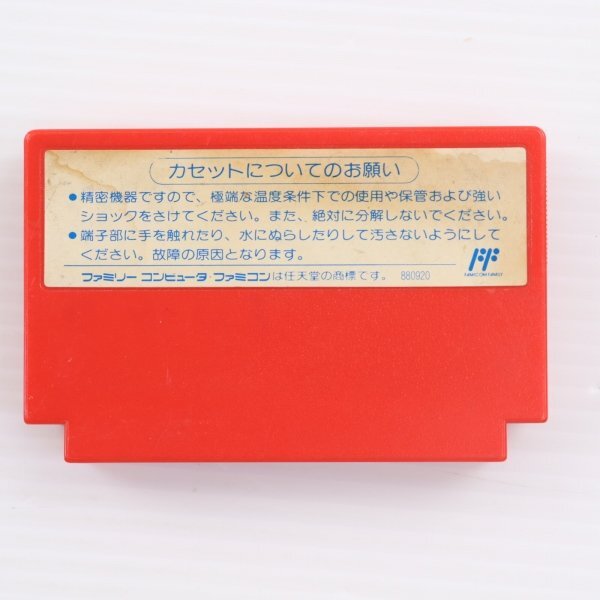 カセットについてのお願い
●精密機器ですので、極端な温度条件下での使用や保管および強い
ショックをさけてください。また、絶対に分解しないでください。
●端子部に手を触れたり、水にぬらしたりして汚さないようにして
ください。故障の原因となります。
ファミリー コンピュータ・ファミコンは任天堂の商標です。 880920
FF
FAMICOM FAMILY